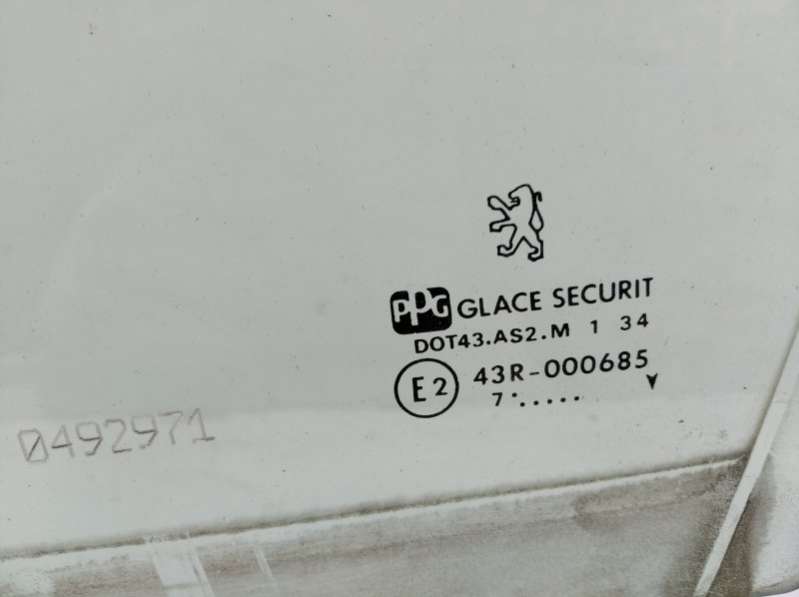 PPG GLACE SECURIT
DOT43.AS2.M 1 34
E2 43R-000685
7 ......
0492971